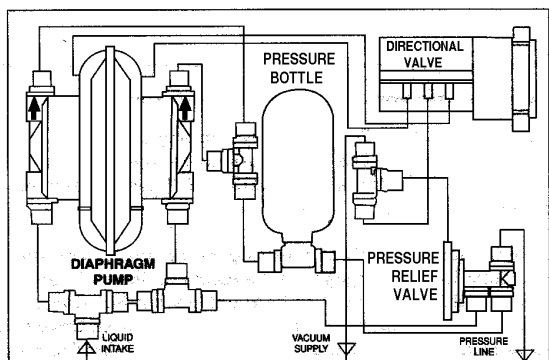 DIRECTIONAL
VALVE
PRESSURE
BOTTLE
DIAPHRAGM
PUMP
PRESSURE
RELIEF
VALVE
LIQUID
INTAKE
VACUUM
SUPPLY
PRESSURE
LINE